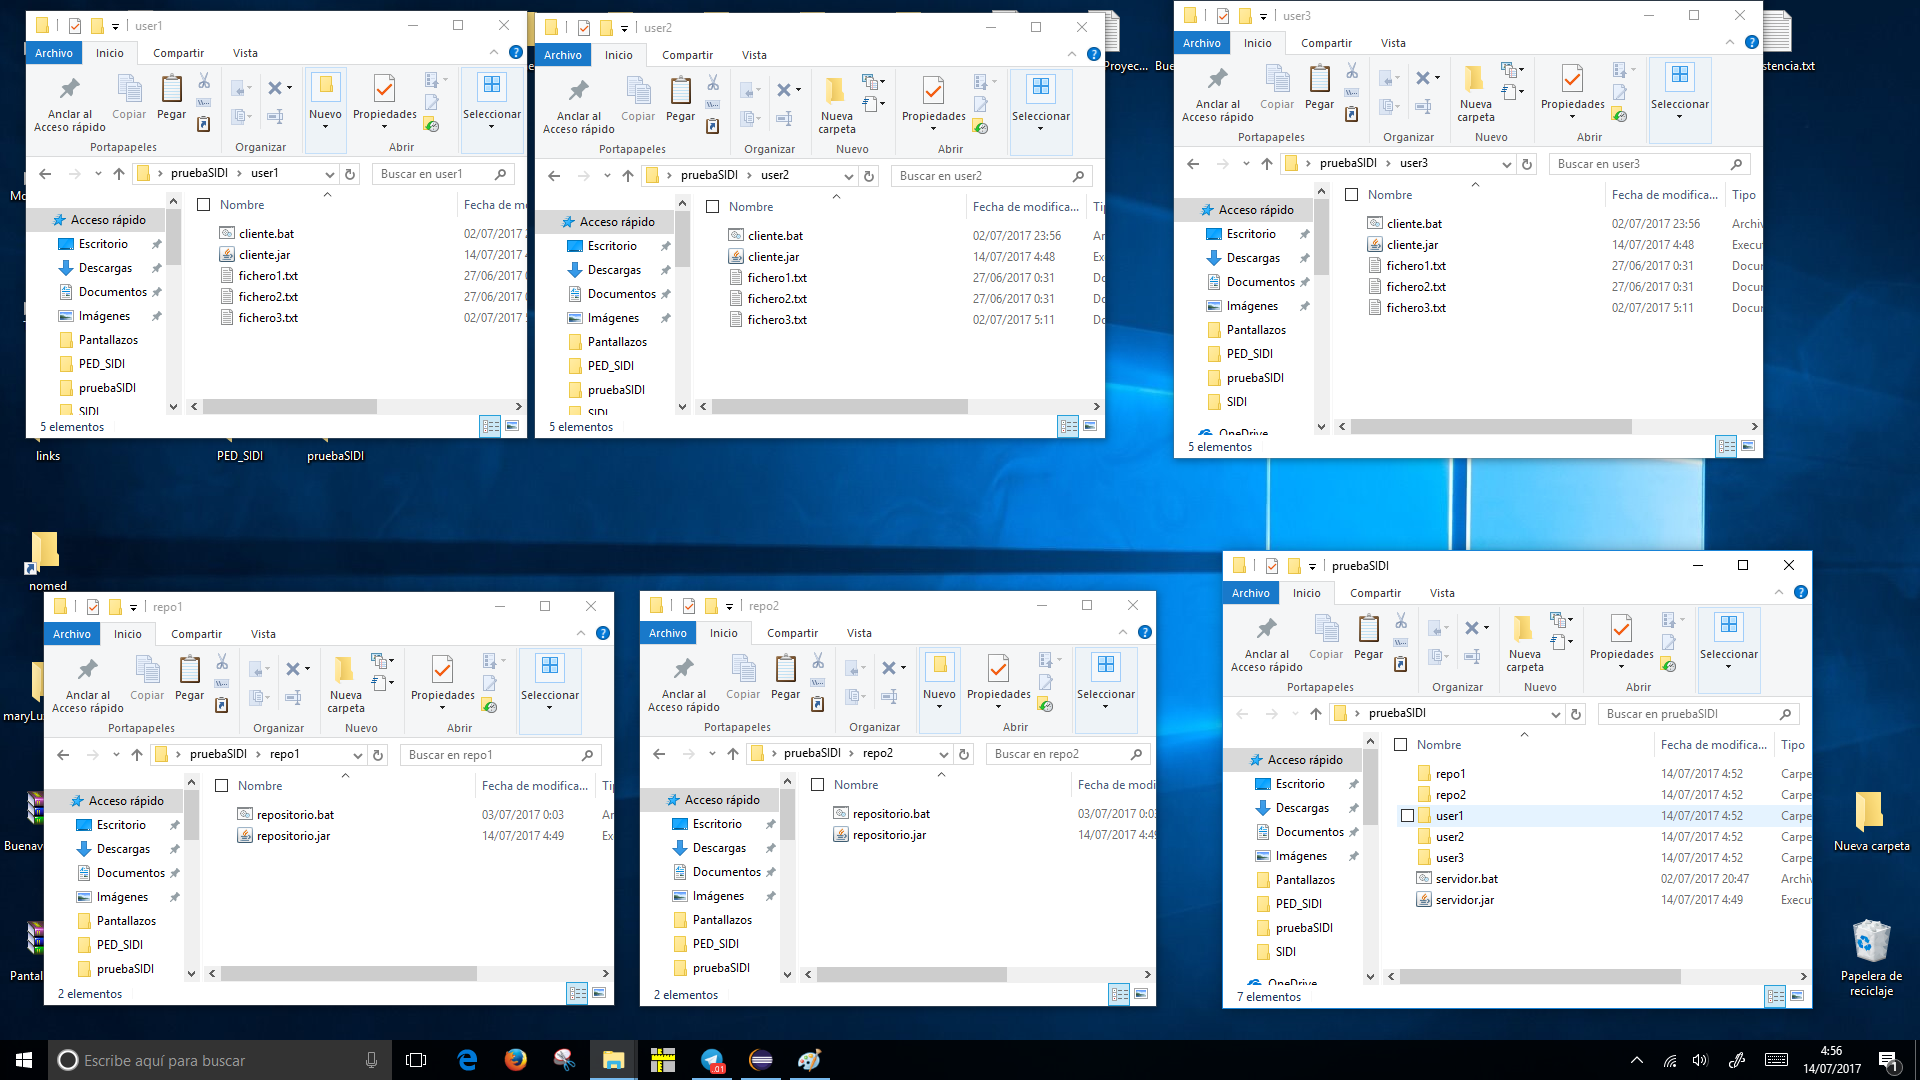 user1
Archivo Inicio Compartir Vista
Anclar al Acceso rápido
Copiar
Pegar
Nuevo
Propiedades
Seleccionar
Portapapeles Organizar Abrir
pruebaSIDI user1
Buscar en user1
Nombre
Acceso rápido
Escritorio
Descargas
Documentos
Imágenes
Pantallazos
PED_SIDI
pruebaSIDI
SIDI
cliente.bat 02/07/2017
cliente.jar 14/07/2017
fichero1.txt 27/06/2017
fichero2.txt 27/06/2017
fichero3.txt 02/07/2017
5 elementos
user2
Archivo Inicio Compartir Vista
Anclar al Acceso rápido
Copiar
Pegar
Nueva carpeta
Propiedades
Seleccionar
Portapapeles Organizar Nuevo Abrir
pruebaSIDI user2
Buscar en user2
Nombre Fecha de modifica...
Acceso rápido
Escritorio
Descargas
Documentos
Imágenes
Pantallazos
PED_SIDI
pruebaSIDI
SIDI
cliente.bat 02/07/2017 23:56
cliente.jar 14/07/2017 4:48
fichero1.txt 27/06/2017 0:31
fichero2.txt 27/06/2017 0:31
fichero3.txt 02/07/2017 5:11
5 elementos
Proyec...
user3
Archivo Inicio Compartir Vista
Anclar al Acceso rápido
Copiar
Pegar
Nueva carpeta
Propiedades
Seleccionar
Portapapeles Organizar Nuevo Abrir
pruebaSIDI user3
Buscar en user3
Nombre Fecha de modifica... Tipo
Acceso rápido
Escritorio
Descargas
Documentos
Imágenes
Pantallazos
PED_SIDI
pruebaSIDI
SIDI
OneDrive
cliente.bat 02/07/2017 23:56 Archiv
cliente.jar 14/07/2017 4:48 Execu
fichero1.txt 27/06/2017 0:31 Docur
fichero2.txt 27/06/2017 0:31 Docur
fichero3.txt 02/07/2017 5:11 Docur
5 elementos
stencia.txt
links
PED_SIDI
pruebaSIDI
nomed
maryLu
Buenav
Pantal
repo1
Archivo Inicio Compartir Vista
Anclar al Acceso rápido
Copiar
Pegar
Nueva carpeta
Propiedades
Seleccionar
Portapapeles Organizar Nuevo Abrir
pruebaSIDI repo1
Buscar en repo1
Nombre Fecha de modifica...
Acceso rápido
Escritorio
Descargas
Documentos
Imágenes
Pantallazos
PED_SIDI
pruebaSIDI
repositorio.bat 03/07/2017 0:03
repositorio.jar 14/07/2017 4:49
2 elementos
repo2
Archivo Inicio Compartir Vista
Anclar al Acceso rápido
Copiar
Pegar
Nuevo
Propiedades
Seleccionar
Portapapeles Organizar Abrir
pruebaSIDI repo2
Buscar en repo2
Nombre Fecha de modi
Acceso rápido
Escritorio
Descargas
Documentos
Imágenes
Pantallazos
PED_SIDI
pruebaSIDI
repositorio.bat 03/07/2017 0:03
repositorio.jar 14/07/2017 4:49
2 elementos
pruebaSIDI
Archivo Inicio Compartir Vista
Anclar al Acceso rápido
Copiar
Pegar
Nueva carpeta
Propiedades
Seleccionar
Portapapeles Organizar Nuevo Abrir
pruebaSIDI
Buscar en pruebaSIDI
Nombre Fecha de modifica... Tipo
Acceso rápido
Escritorio
Descargas
Documentos
Imágenes
Pantallazos
PED_SIDI
pruebaSIDI
SIDI
OneDrive
repo1 14/07/2017 4:52 Carpe
repo2 14/07/2017 4:52 Carpe
user1 14/07/2017 4:52 Carpe
user2 14/07/2017 4:52 Carpe
user3 14/07/2017 4:52 Carpe
servidor.bat 02/07/2017 20:47 Archiv
servidor.jar 14/07/2017 4:49 Execu
7 elementos
Nueva carpeta
Papelera de
reciclaje
Escribe aquí para buscar
4:56
14/07/2017